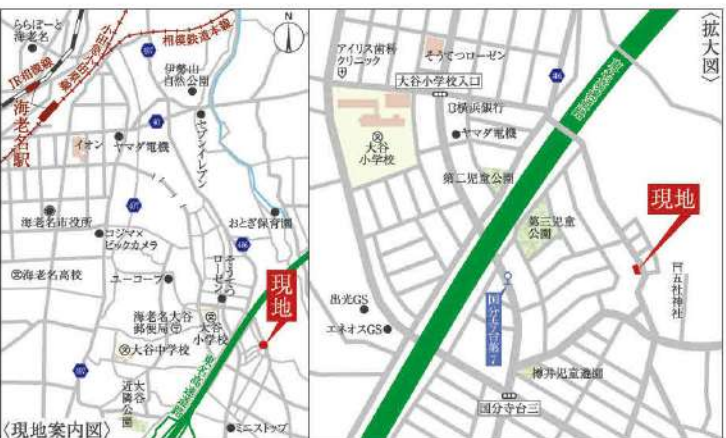 ららぽーと
海老名
JR相模線
海老名駅
相模鉄道本線
N
407
伊勢山
自然公園
40
セブンイレブン
イオン
ヤマダ電機
407
海老名市役所
コジマ×
ビックカメラ
おとぎ保育園
406
海老名高校
ユーコープ
そうてつ
ローゼン
現地
海老名大谷
郵便局
大谷
小学校
大谷中学校
大谷
近隣
公園
ミニストップ
〈現地案内図〉
〈拡大図〉
アイリス歯科
クリニック
そうてつローゼン
大谷小学校入口
406
横浜銀行
ヤマダ電機
大谷
小学校
第二児童公園
第三児童
公園
現地
五社神社
出光GS
エネオスGS
国分寺台第7
樽井児童遊園
国分寺台三